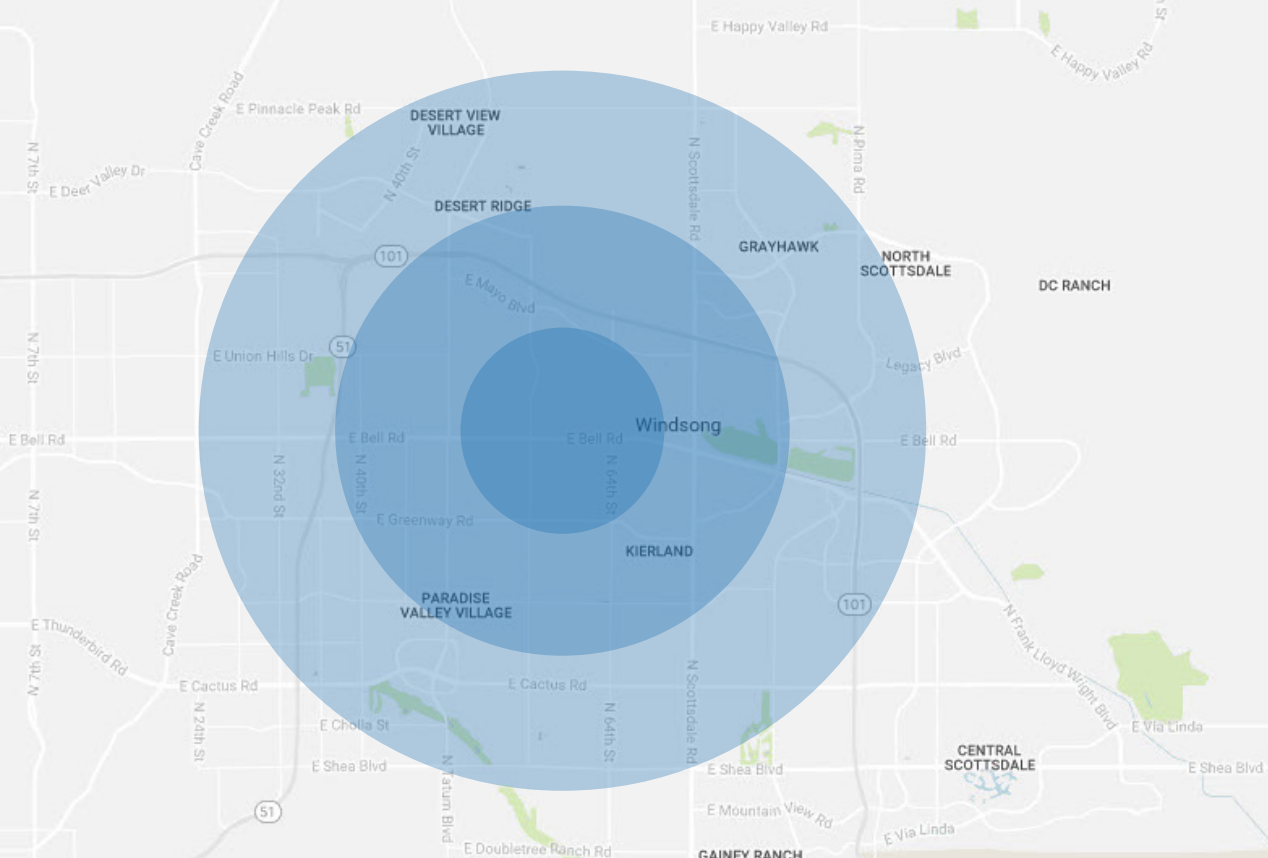 E Happy Valley Rd
E Happy Valley Rd
Cave Creek Road
E Pinnacle Peak Rd
DESERT VIEW
VILLAGE
N 7th St
E Deer Valley Dr
N 40th St
N Scottsdale Rd
N Pima Rd
DESERT RIDGE
GRAYHAWK
NORTH
SCOTTSDALE
DC RANCH
101
E Mayo Blvd
N 7th St
E Union Hills Dr
51
Legacy Blvd
Windsong
E Bell Rd
E Bell Rd
E Bell Rd
E Bell Rd
N 7th St
N 32nd St
N 40th St
N 64th St
E Greenway Rd
KIERLAND
Cave Creek Road
PARADISE
VALLEY VILLAGE
101
E Thunderbird Rd
N Frank Lloyd Wright Blvd
N 7th St
E Cactus Rd
E Cactus Rd
N Scottsdale Rd
N 24th St
E Cholla St
N 64th St
E Via Linda
E Shea Blvd
N Tatum Blvd
E Shea Blvd
CENTRAL
SCOTTSDALE
E Shea Blvd
51
E Mountain View Rd
E Via Linda
E Doubletree Ranch Rd
GAINEY RANCH